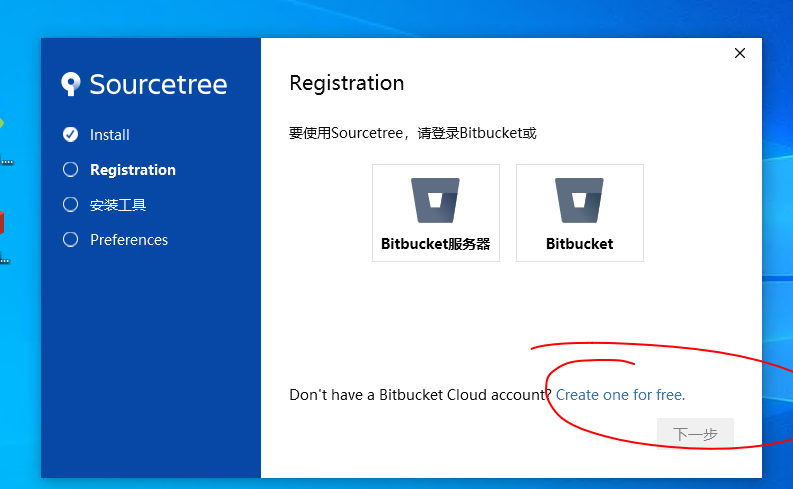 Sourcetree
Registration
Install
要使用Sourcetree，请登录Bitbucket或
Registration
安装工具
Preferences
Bitbucket服务器
Bitbucket
Don't have a Bitbucket Cloud account? Create one for free.
下一步